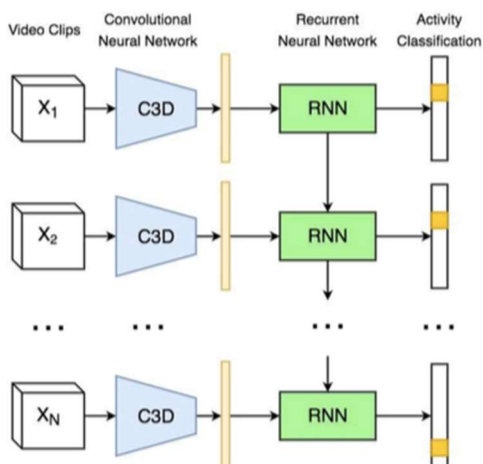 Video Clips
Convolutional
Neural Network
Recurrent
Neural Network
Activity
Classification
X1
C3D
RNN
X2
C3D
RNN
... ... ... ...
XN
C3D
RNN